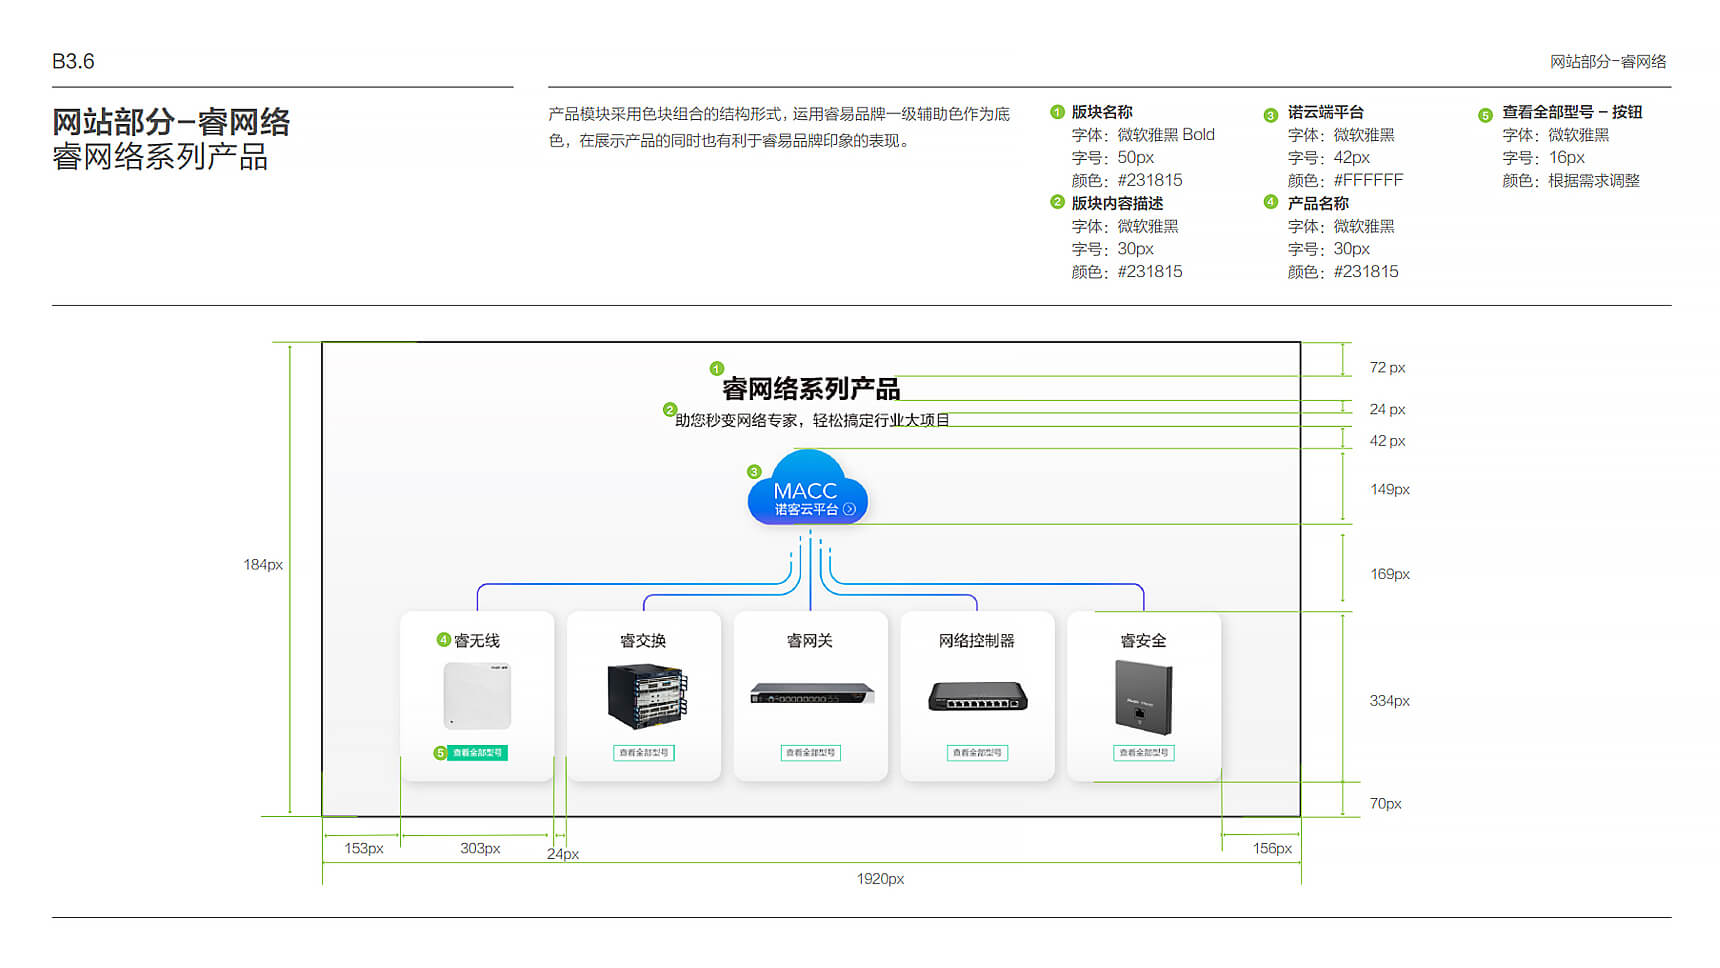 B3.6
网站部分-睿网络
网站部分-睿网络
睿网络系列产品
产品模块采用色块组合的结构形式，运用睿易品牌一级辅助色作为底
色，在展示产品的同时也有利于睿易品牌印象的表现。
1 版块名称
字体：微软雅黑 Bold
字号：50px
颜色：#231815
2 版块内容描述
字体：微软雅黑
字号：30px
颜色：#231815
3 诺云端平台
字体：微软雅黑
字号：42px
颜色：#FFFFFF
4 产品名称
字体：微软雅黑
字号：30px
颜色：#231815
5 查看全部型号 – 按钮
字体：微软雅黑
字号：16px
颜色：根据需求调整
1
睿网络系列产品
2
助您秒变网络专家，轻松搞定行业大项目
3
MACC
诺客云平台
4 睿无线
睿交换
睿网关
网络控制器
睿安全
5 查看全部型号
查看全部型号
查看全部型号
查看全部型号
查看全部型号
72 px
24 px
42 px
149px
169px
334px
70px
184px
153px
303px
24px
156px
1920px